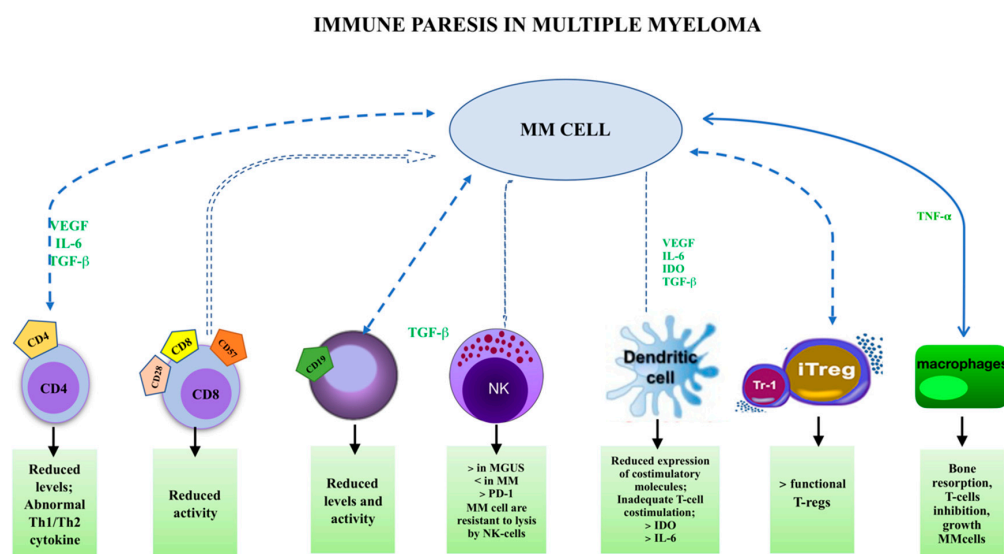 IMMUNE PARESIS IN MULTIPLE MYELOMA
MM CELL
VEGF
IL-6
TGF-β
TGF-β
VEGF
IL-6
IDO
TGF-β
TNF-α
CD4
CD4
CD28
CD8
CD57
CD8
CD19
NK
Dendritic
cell
Tr-1
iTreg
macrophages
Reduced
levels;
Abnormal
Th1/Th2
cytokine
Reduced
activity
Reduced
levels and
activity
> in MGUS
< in MM
> PD-1
MM cell are
resistant to lysis
by NK-cells
Reduced expression
of costimulatory
molecules;
Inadequate T-cell
costimulation;
> IDO
> IL-6
> functional
T-regs
Bone
resorption,
T-cells
inhibition,
growth
MMcells